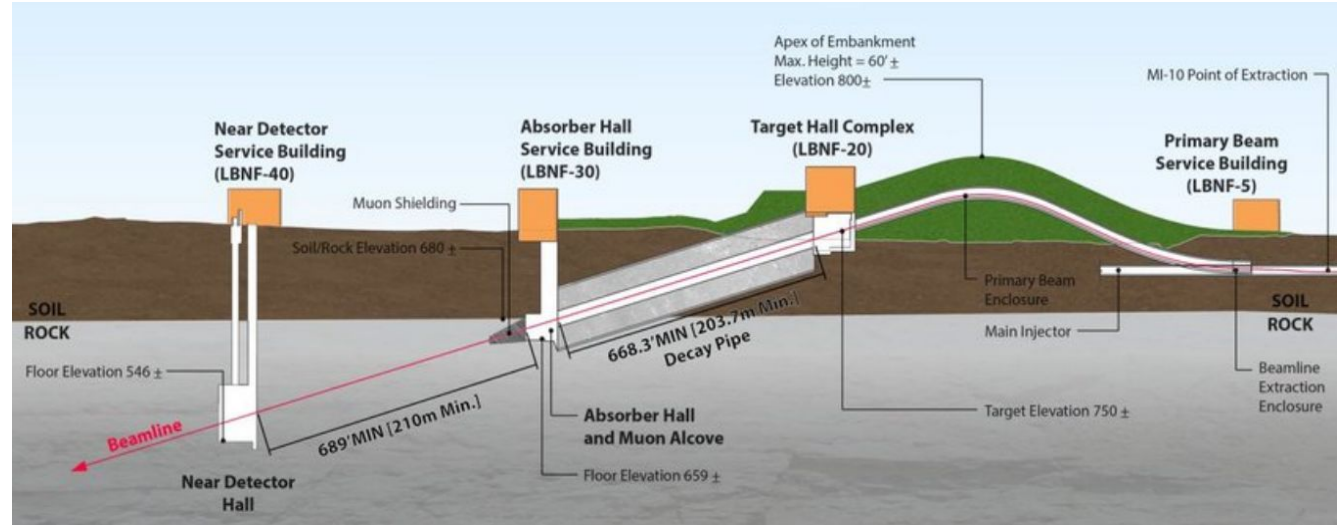 Apex of Embankment
Max. Height = 60' ±
Elevation 800±
MI-10 Point of Extraction
Near Detector
Service Building
(LBNF-40)
Absorber Hall
Service Building
(LBNF-30)
Target Hall Complex
(LBNF-20)
Primary Beam
Service Building
(LBNF-5)
Muon Shielding
Soil/Rock Elevation 680 ±
SOIL
ROCK
Primary Beam
Enclosure
Main Injector
SOIL
ROCK
668.3'MIN [203.7m Min.]
Decay Pipe
Floor Elevation 546 ±
Beamline
Extraction
Enclosure
689'MIN [210m Min.]
Absorber Hall
and Muon Alcove
Target Elevation 750 ±
Beamline
Floor Elevation 659 ±
Near Detector
Hall